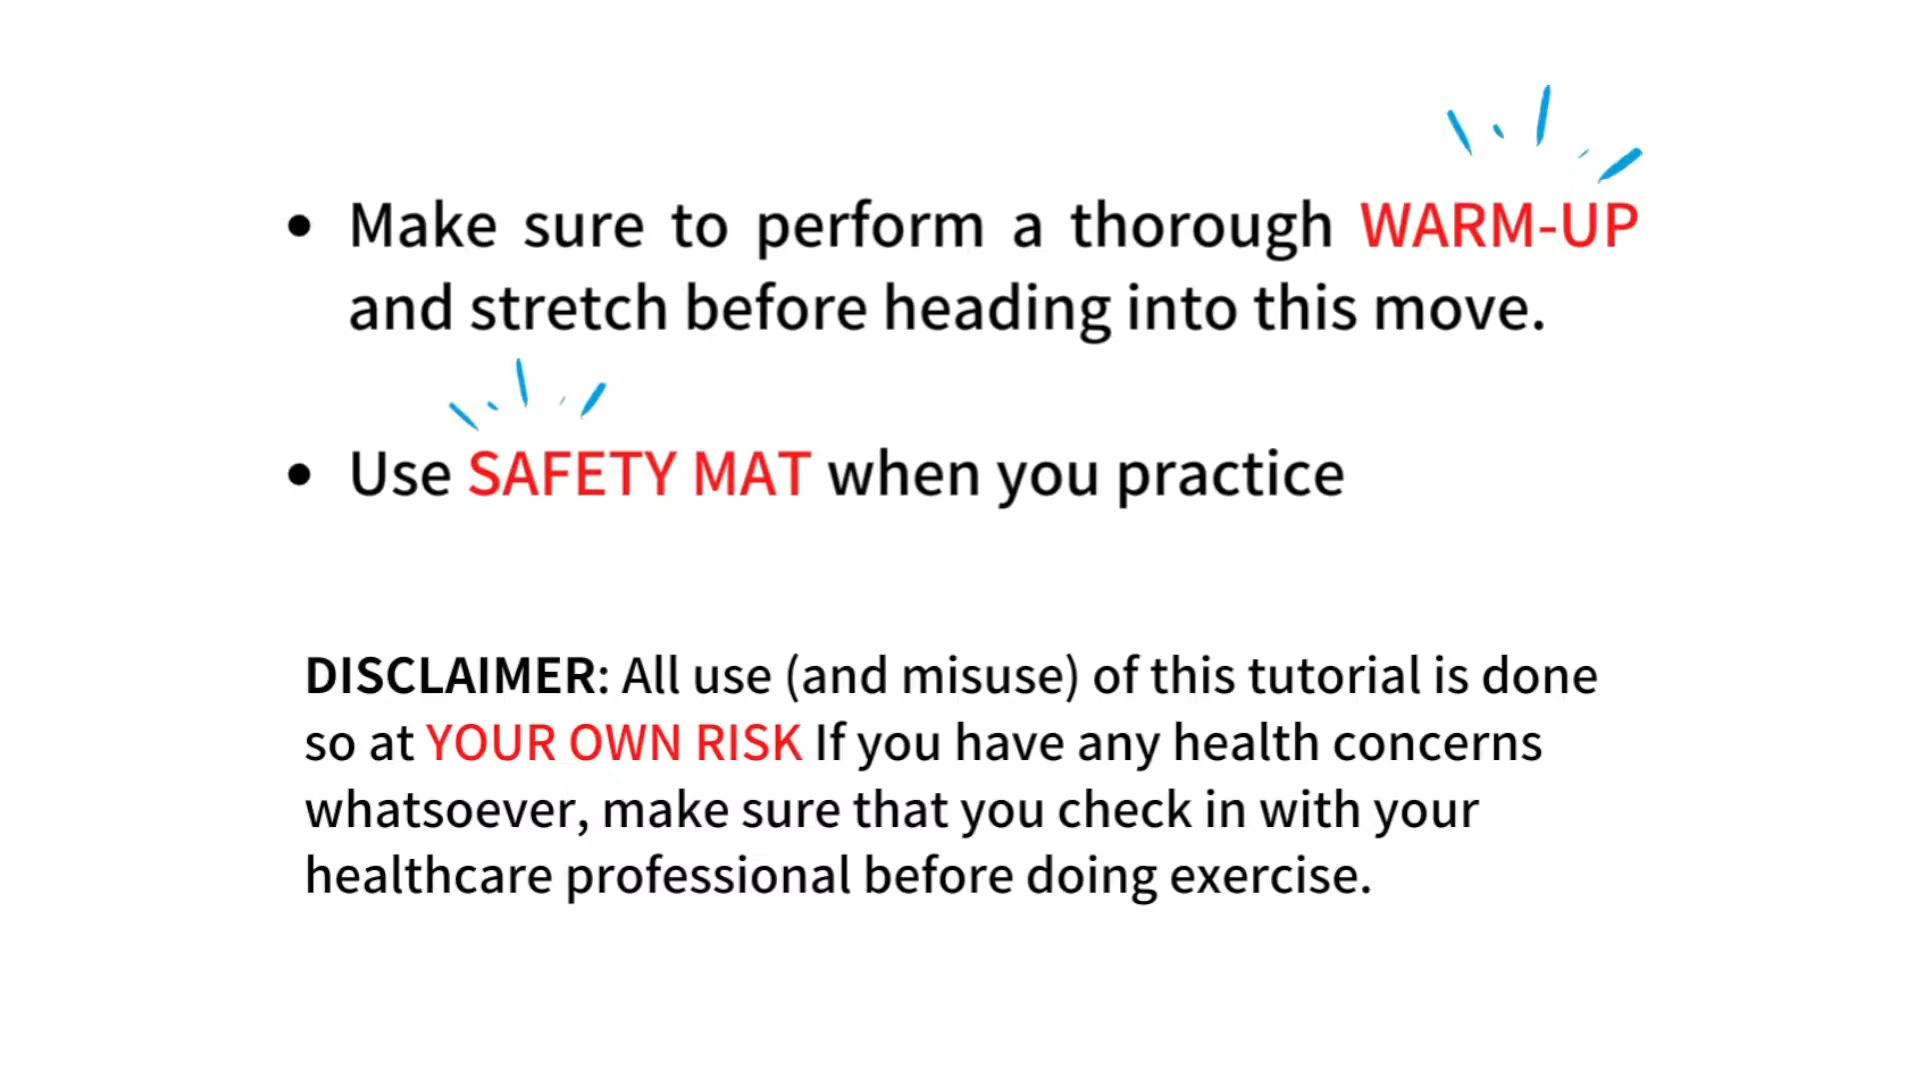 • Make sure to perform a thorough WARM-UP
and stretch before heading into this move.
• Use SAFETY MAT when you practice
DISCLAIMER: All use (and misuse) of this tutorial is done
so at YOUR OWN RISK If you have any health concerns
whatsoever, make sure that you check in with your
healthcare professional before doing exercise.